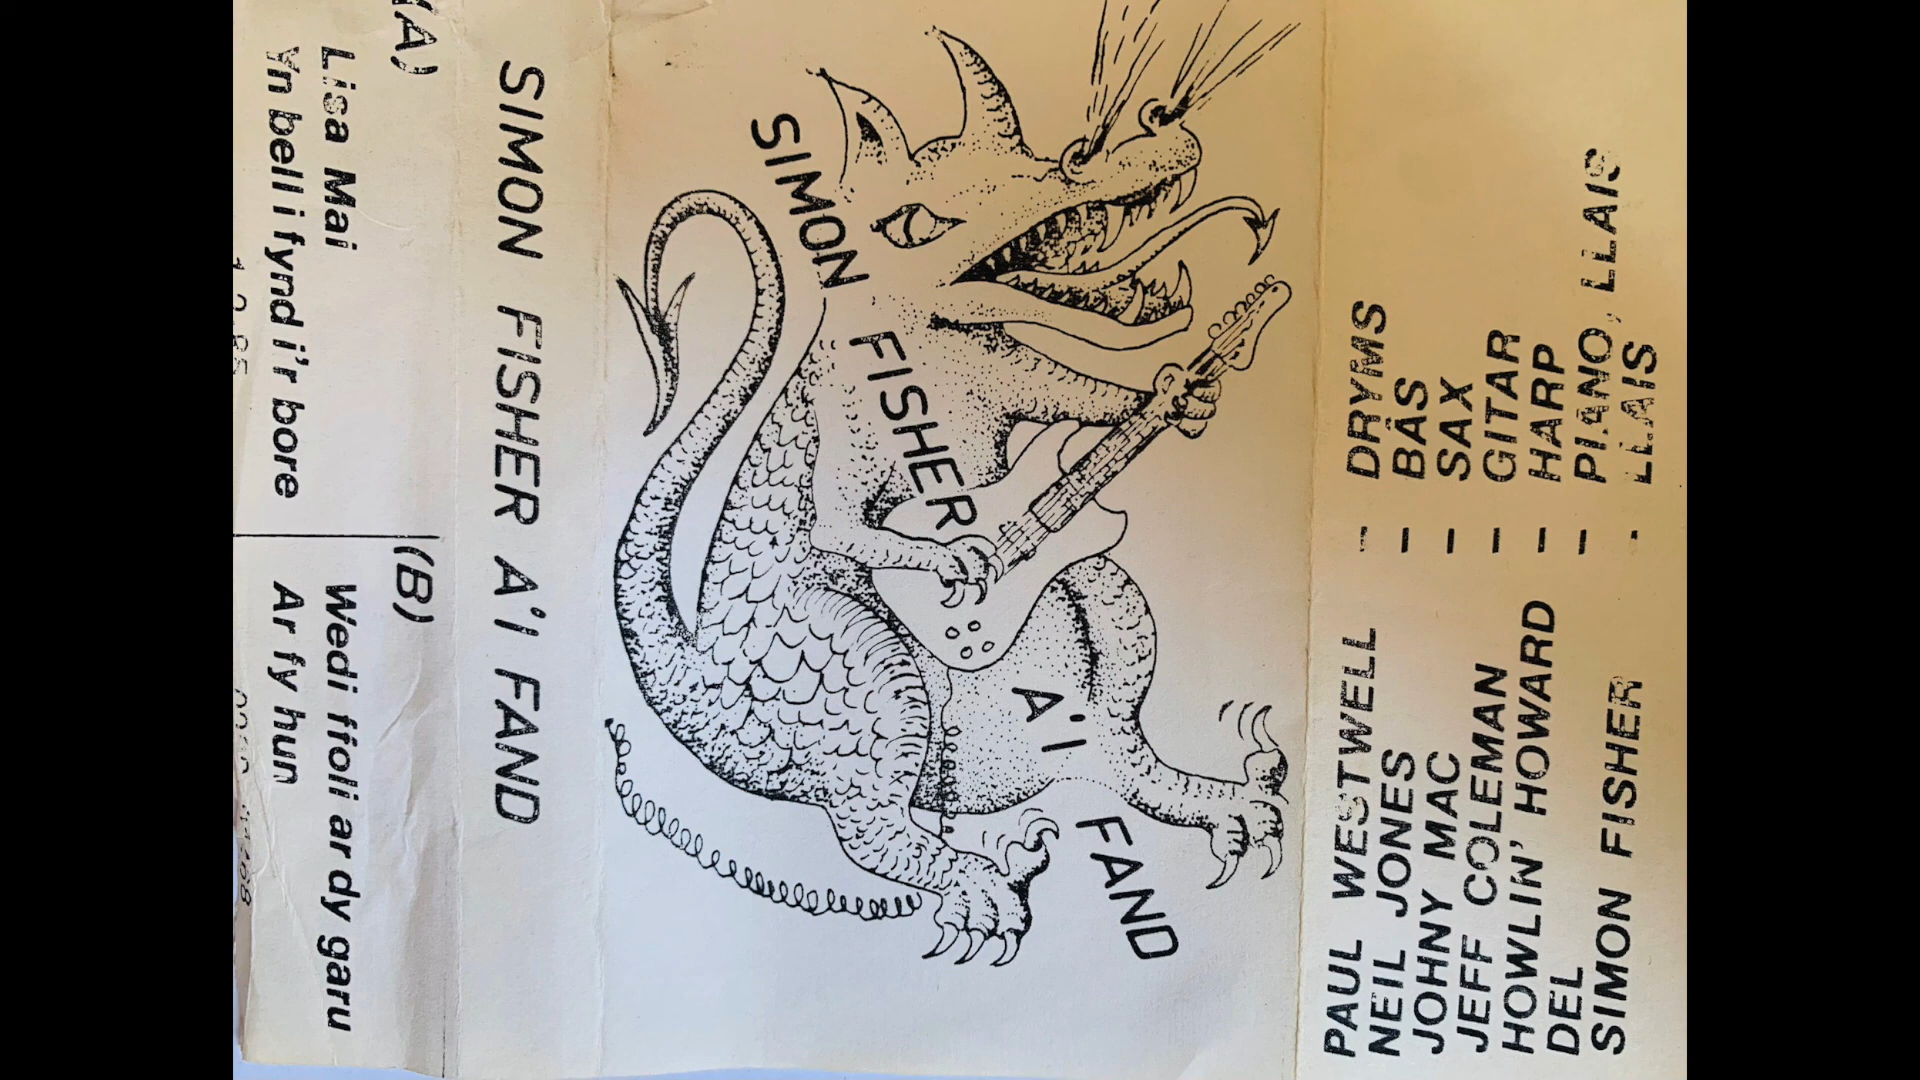 (A)
Lisa Mai
Yn bell i fynd i'r bore
(B)
Wedi ffoli ar dy garu
Ar fy hun
SIMON FISHER A'I FAND
SIMON FISHER A'I FAND
PAUL WESTWELL - DRYMS
NEIL JONES - BÂS
JOHNY MAC - SAX
JEFF COLEMAN - GITAR
HOWLIN' HOWARD - HARP
DEL - PIANO, LLAIS
SIMON FISHER - LLAIS